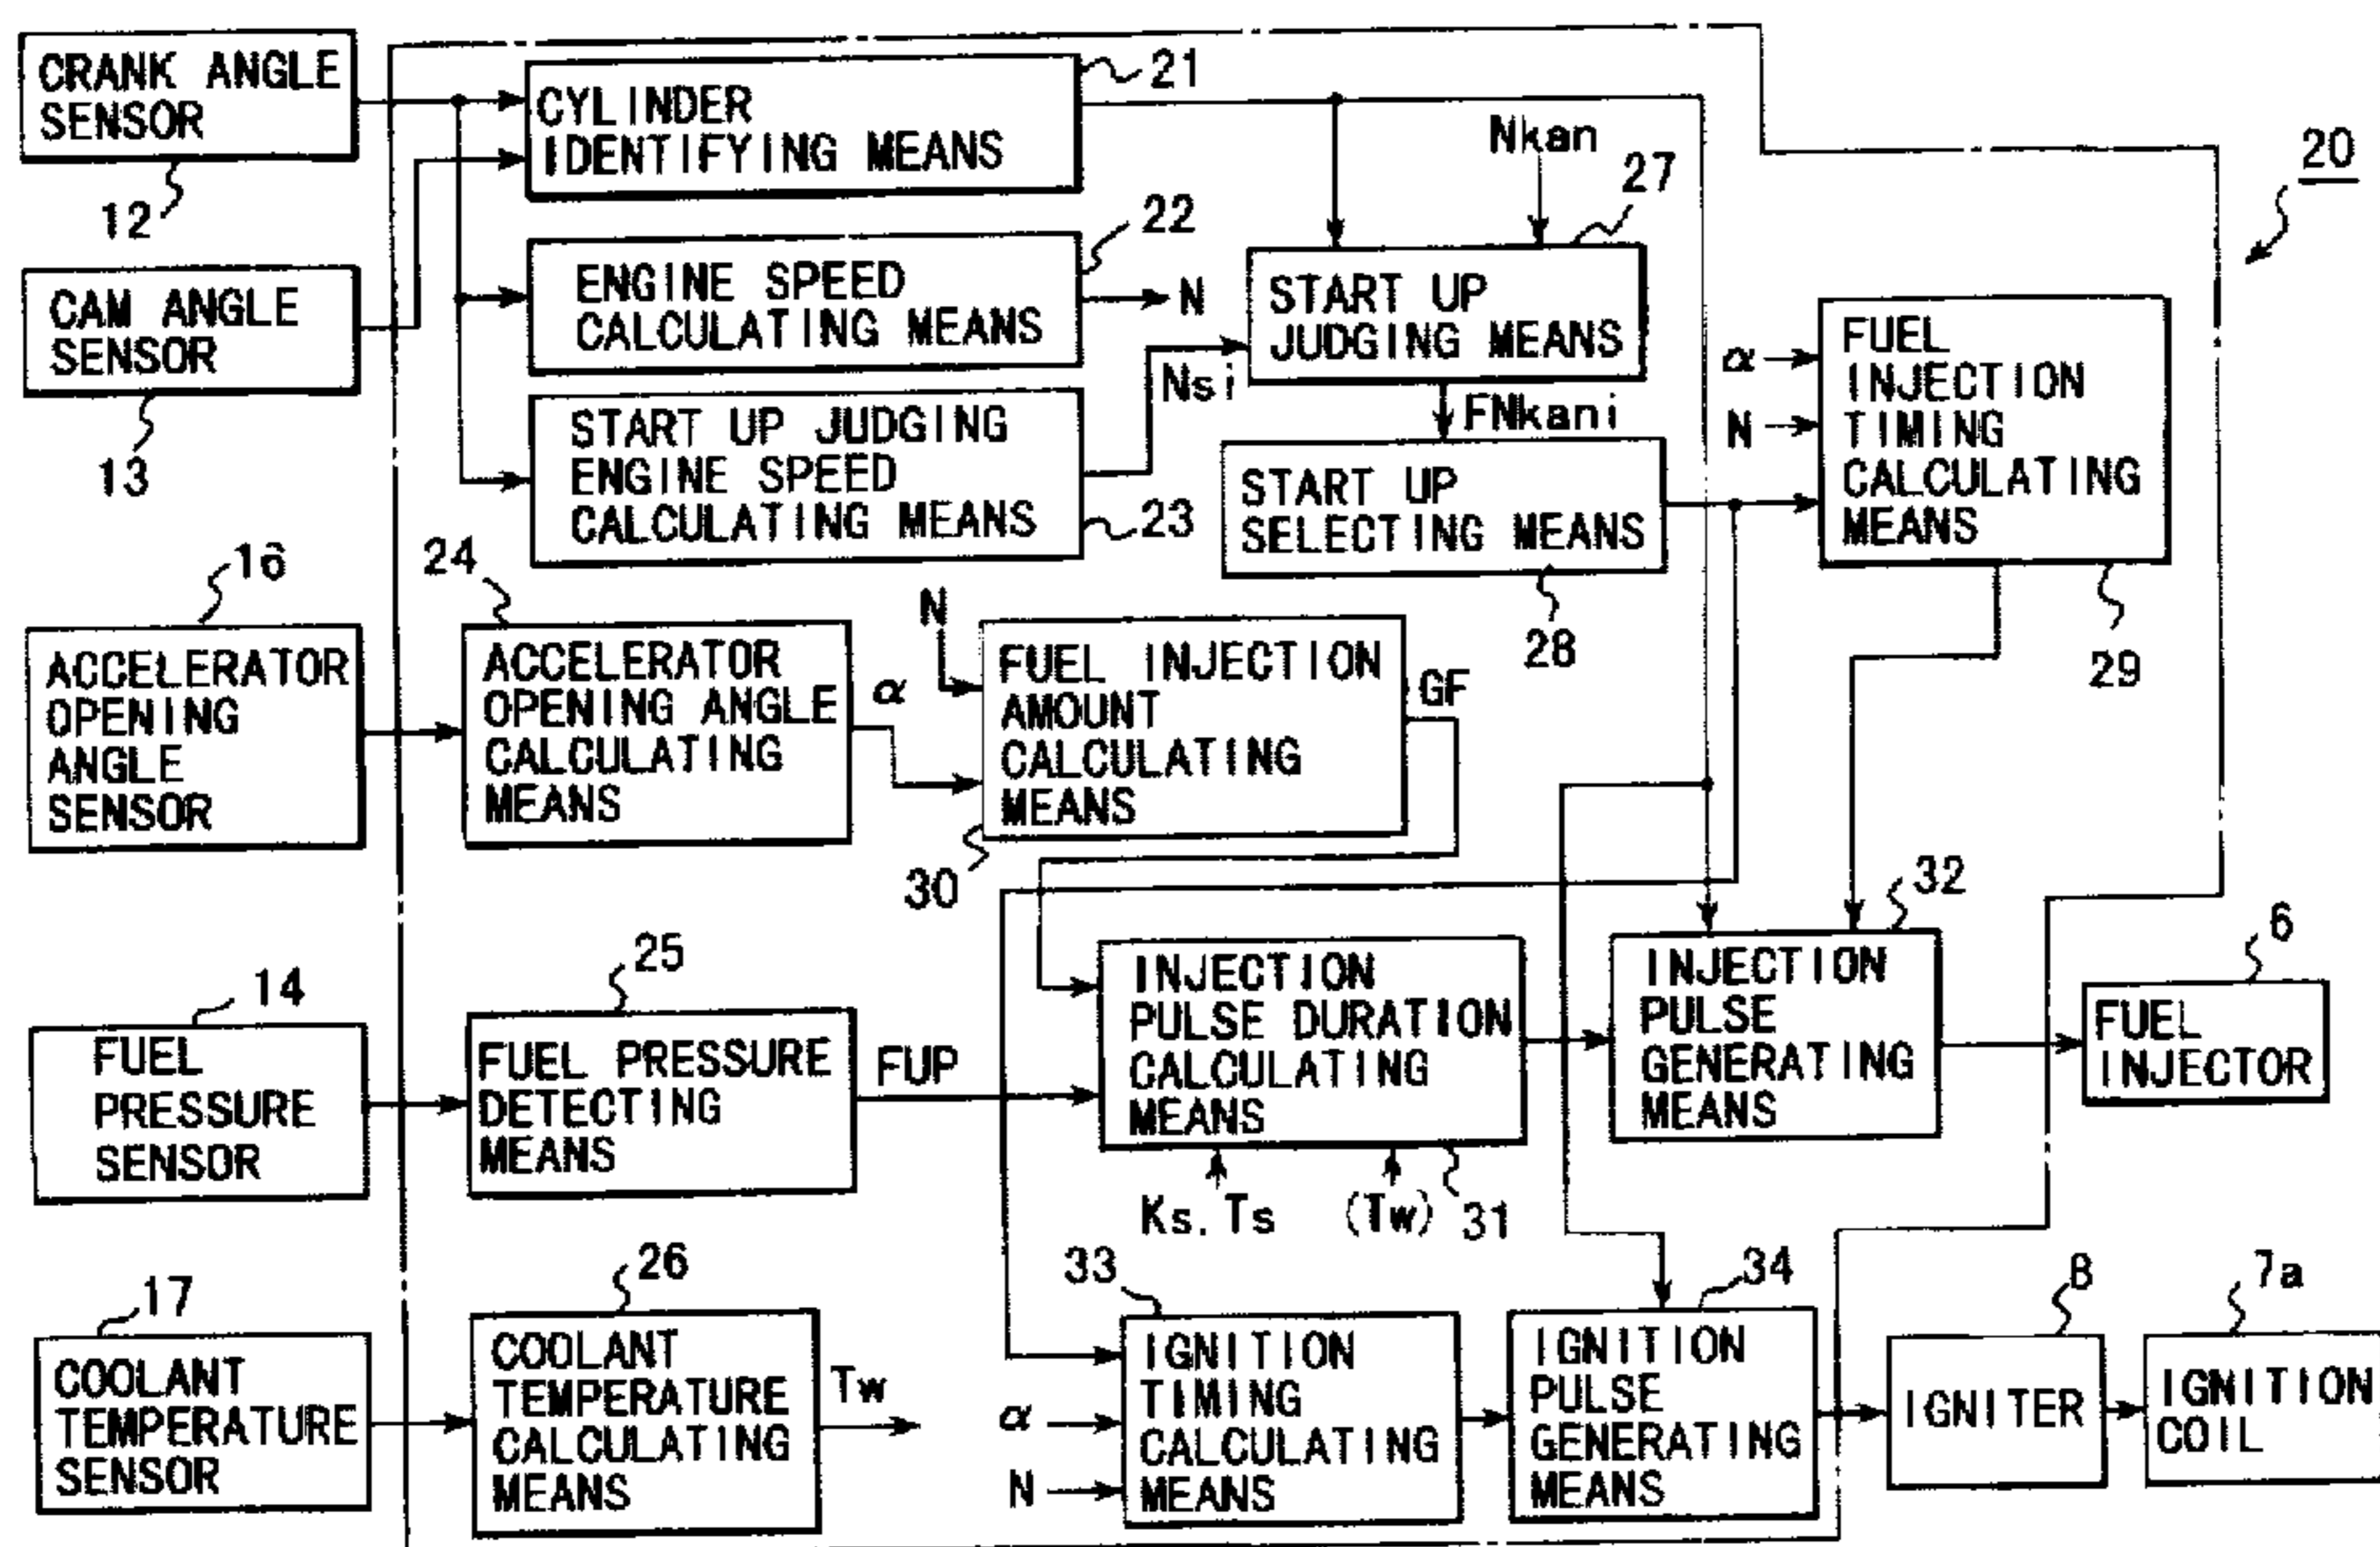 CRANK ANGLE
SENSOR
12
CAM ANGLE
SENSOR
13
CYLINDER
IDENTIFYING MEANS
21
ENGINE SPEED
CALCULATING MEANS
22
N
START UP JUDGING
ENGINE SPEED
CALCULATING MEANS
23
Nsi
Nkan
27
START UP
JUDGING MEANS
FNkani
START UP
SELECTING MEANS
28
20
α
N
FUEL
INJECTION
TIMING
CALCULATING
MEANS
29
16
ACCELERATOR
OPENING
ANGLE
SENSOR
24
ACCELERATOR
OPENING ANGLE
CALCULATING
MEANS
α
N
FUEL INJECTION
AMOUNT
CALCULATING
MEANS
30
GF
14
FUEL
PRESSURE
SENSOR
25
FUEL PRESSURE
DETECTING
MEANS
FUP
INJECTION
PULSE DURATION
CALCULATING
MEANS
Ks. Ts
(Tw)
31
32
INJECTION
PULSE
GENERATING
MEANS
6
FUEL
INJECTOR
17
COOLANT
TEMPERATURE
SENSOR
26
COOLANT
TEMPERATURE
CALCULATING
MEANS
Tw
33
α
N
IGNITION
TIMING
CALCULATING
MEANS
34
IGNITION
PULSE
GENERATING
MEANS
8
IGNITER
7a
IGNITION
COIL